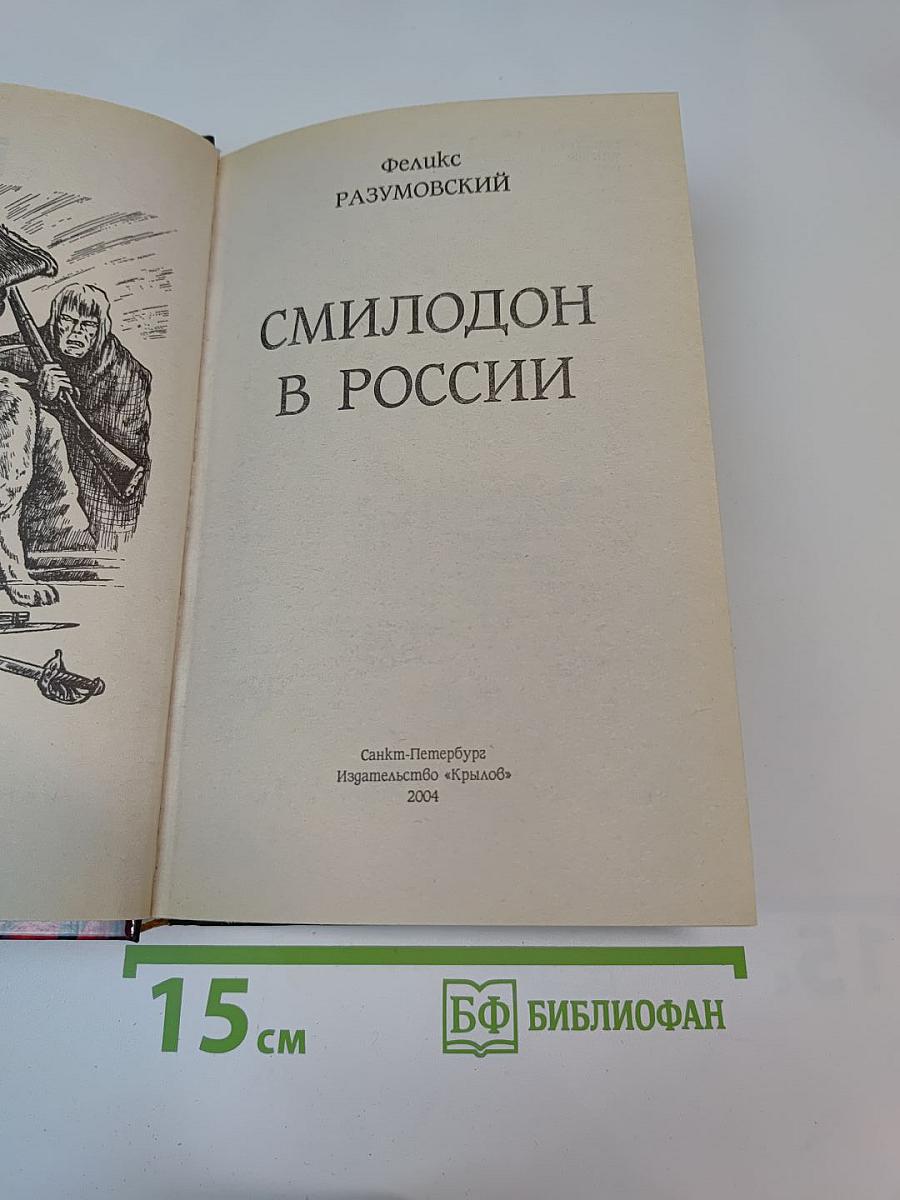 Феликс
РАЗУМОВСКИЙ
СМИЛОДОН
В РОССИИ
Санкт-Петербург
Издательство «Крылов»
2004
15 см
БФ БИБЛИОФАН